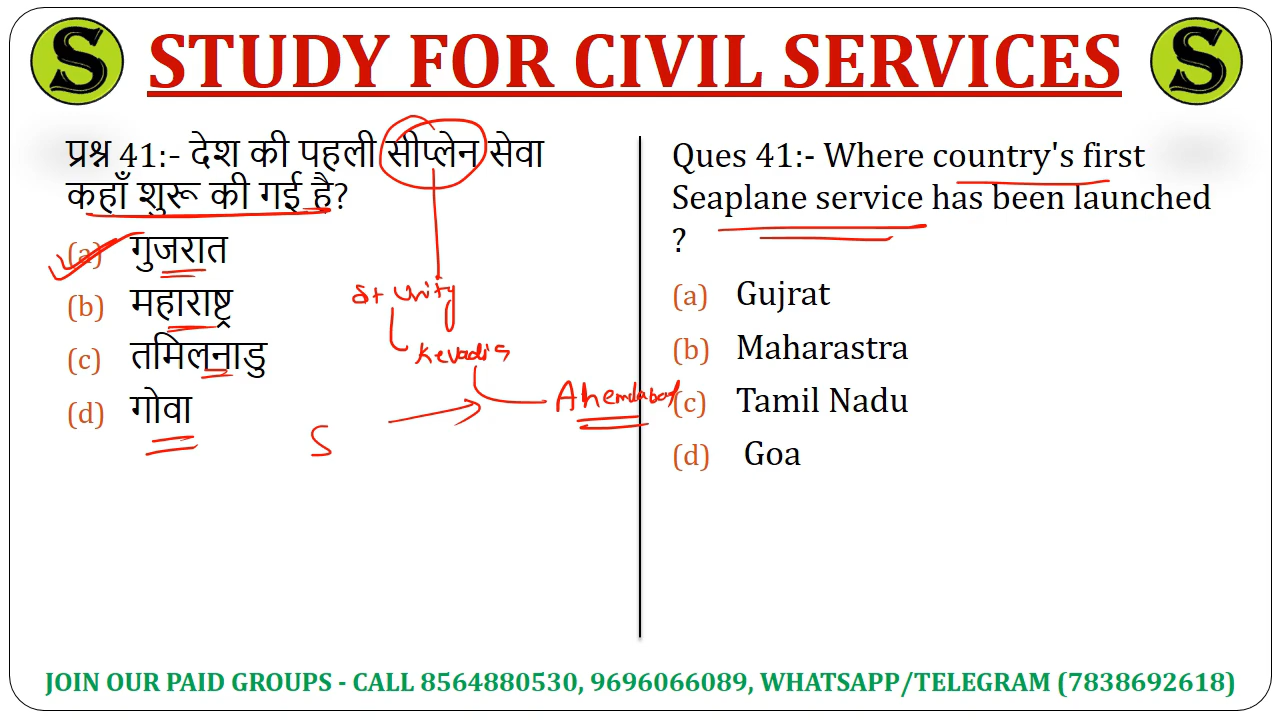 S STUDY FOR CIVIL SERVICES S
प्रश्न 41:- देश की पहली सीप्लेन सेवा
कहाँ शुरू की गई है?
(a) गुजरात
(b) महाराष्ट्र
(c) तमिलनाडु
(d) गोवा
St Unity
Kevadia
Ahemdabad
S
Ques 41:- Where country's first
Seaplane service has been launched
?
(a) Gujrat
(b) Maharastra
(c) Tamil Nadu
(d) Goa
JOIN OUR PAID GROUPS - CALL 8564880530, 9696066089, WHATSAPP/TELEGRAM (7838692618)